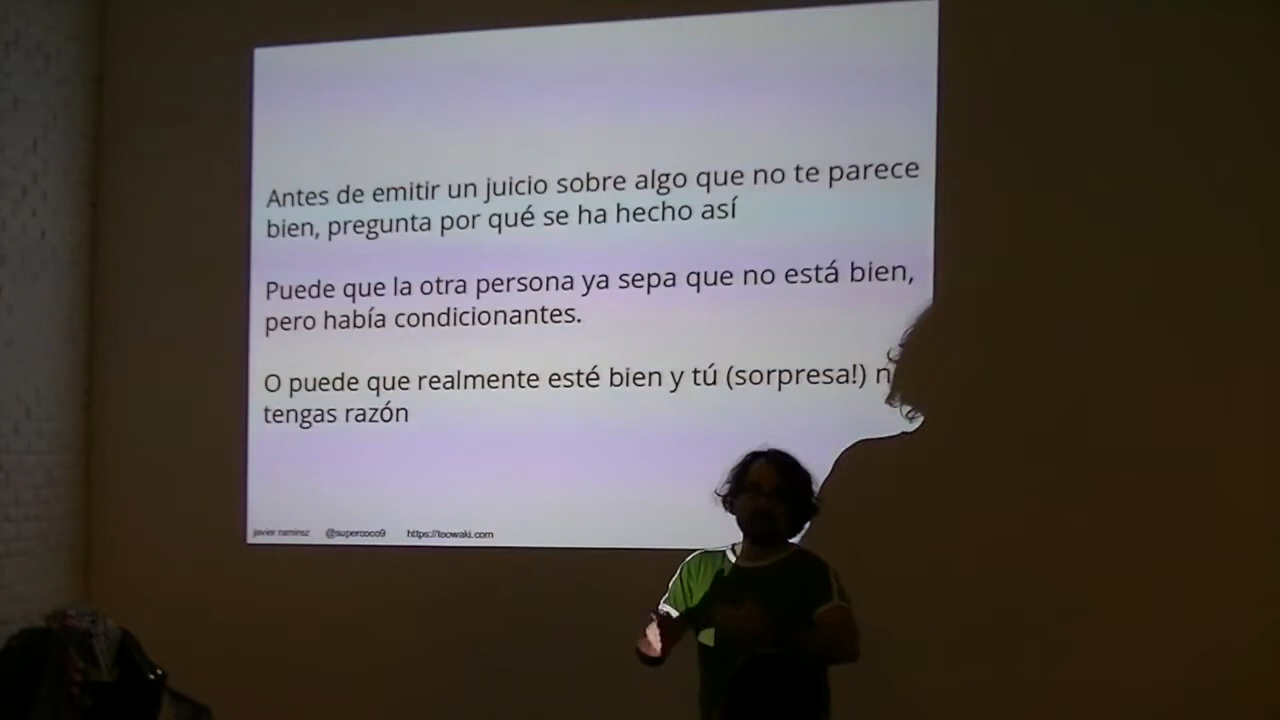 Antes de emitir un juicio sobre algo que no te parece
bien, pregunta por qué se ha hecho así
Puede que la otra persona ya sepa que no está bien,
pero había condicionantes.
O puede que realmente esté bien y tú (sorpresa!) n
tengas razón
javier ramirez @supercoco9 https://teowaki.com